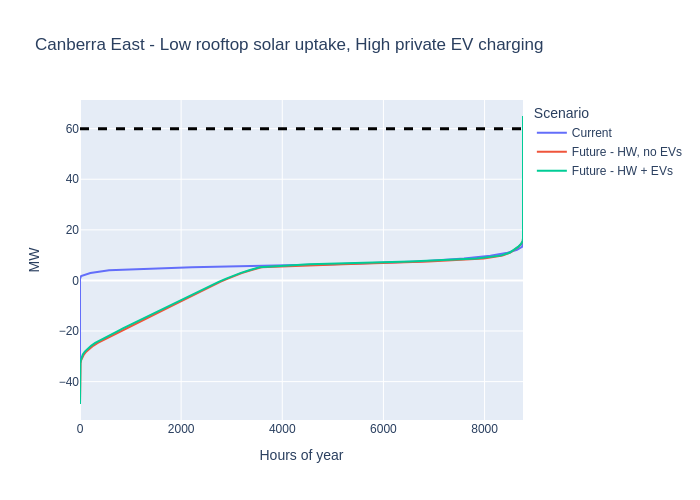 Canberra East - Low rooftop solar uptake, High private EV charging
Scenario
Current
Future - HW, no EVs
Future - HW + EVs
MW
60
40
20
0
−20
−40
0
2000
4000
6000
8000
Hours of year